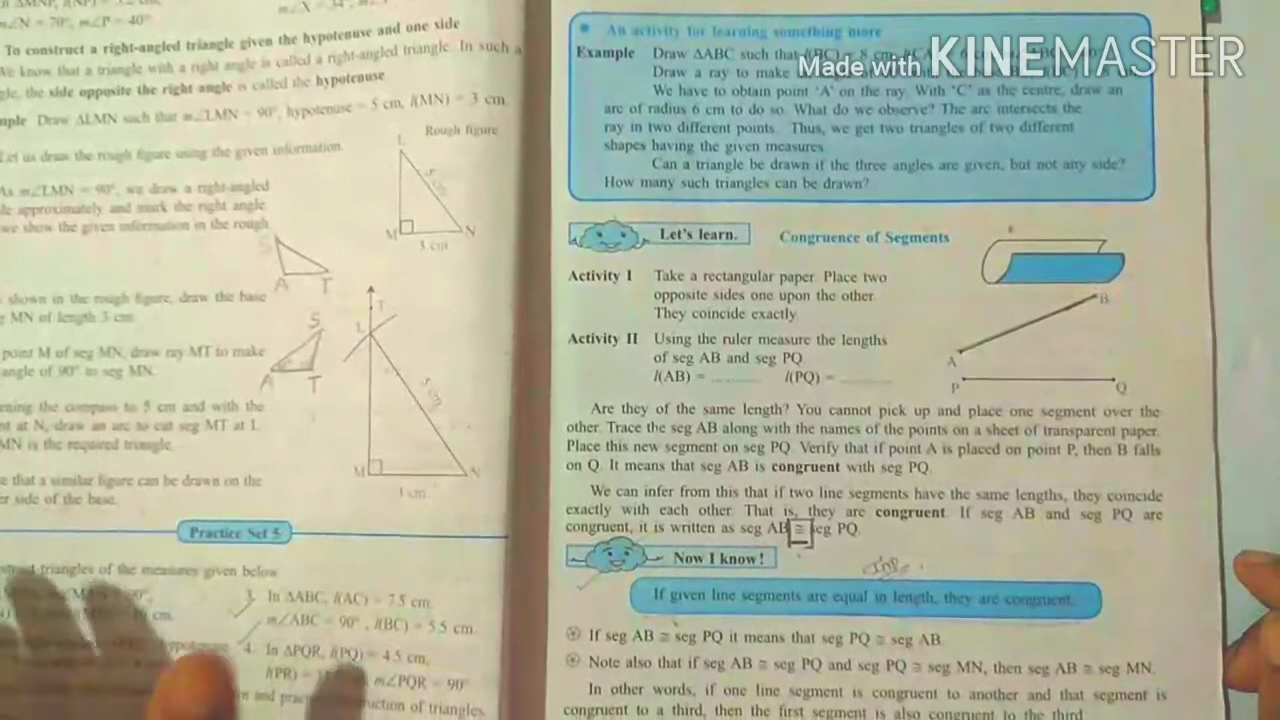 m∠N = 70°, m∠P = 40°
To construct a right-angled triangle given the hypotenuse and one side
We know that a triangle with a right angle is called a right-angled triangle. In such a
gle, the side opposite the right angle is called the hypotenuse.
mple Draw ΔLMN such that m∠LMN = 90°, hypotenuse = 5 cm, l(MN) = 3 cm.
Let us draw the rough figure using the given information.
Rough figure
L
5 cm
M
N
3 cm
As m∠LMN = 90°, we draw a right-angled
le approximately and mark the right angle.
we show the given information in the rough
S
A T
shown in the rough figure, draw the base
g MN of length 3 cm.
point M of seg MN, draw ray MT to make
angle of 90° to seg MN.
S
A T
T
L
5 cm
M
N
ening the compass to 5 cm and with the
nt at N, draw an arc to cut seg MT at L.
MN is the required triangle.
e that a similar figure can be drawn on the
er side of the base.
Practice Set 5
triangles of the measures given below.
cm.
3. In ΔABC, l(AC) = 7.5 cm,
m∠ABC = 90°, l(BC) = 5.5 cm.
4. In ΔPQR, l(PQ) = 4.5 cm,
l(PR) =
m∠PQR = 90°
uction of triangles.
An activity for learning something more
Made with KINEMASTER
Example Draw ΔABC such that l(BC) = 8 cm,
Draw a ray to make
We have to obtain point 'A' on the ray. With 'C' as the centre, draw an
arc of radius 6 cm to do so. What do we observe? The arc intersects the
ray in two different points. Thus, we get two triangles of two different
shapes having the given measures.
Can a triangle be drawn if the three angles are given, but not any side?
How many such triangles can be drawn?
Let's learn. Congruence of Segments
Activity I Take a rectangular paper. Place two
opposite sides one upon the other.
They coincide exactly.
Activity II Using the ruler measure the lengths
of seg AB and seg PQ.
l(AB) = .......... l(PQ) = ..........
B
A
P
Q
Are they of the same length? You cannot pick up and place one segment over the
other. Trace the seg AB along with the names of the points on a sheet of transparent paper.
Place this new segment on seg PQ. Verify that if point A is placed on point P, then B falls
on Q. It means that seg AB is congruent with seg PQ.
We can infer from this that if two line segments have the same lengths, they coincide
exactly with each other. That is, they are congruent. If seg AB and seg PQ are
congruent, it is written as seg AB ≅ seg PQ.
Now I know!
If given line segments are equal in length, they are congruent.
If seg AB ≅ seg PQ it means that seg PQ ≅ seg AB.
Note also that if seg AB ≅ seg PQ and seg PQ ≅ seg MN, then seg AB ≅ seg MN.
In other words, if one line segment is congruent to another and that segment is
congruent to a third, then the first segment is also congruent to the third.